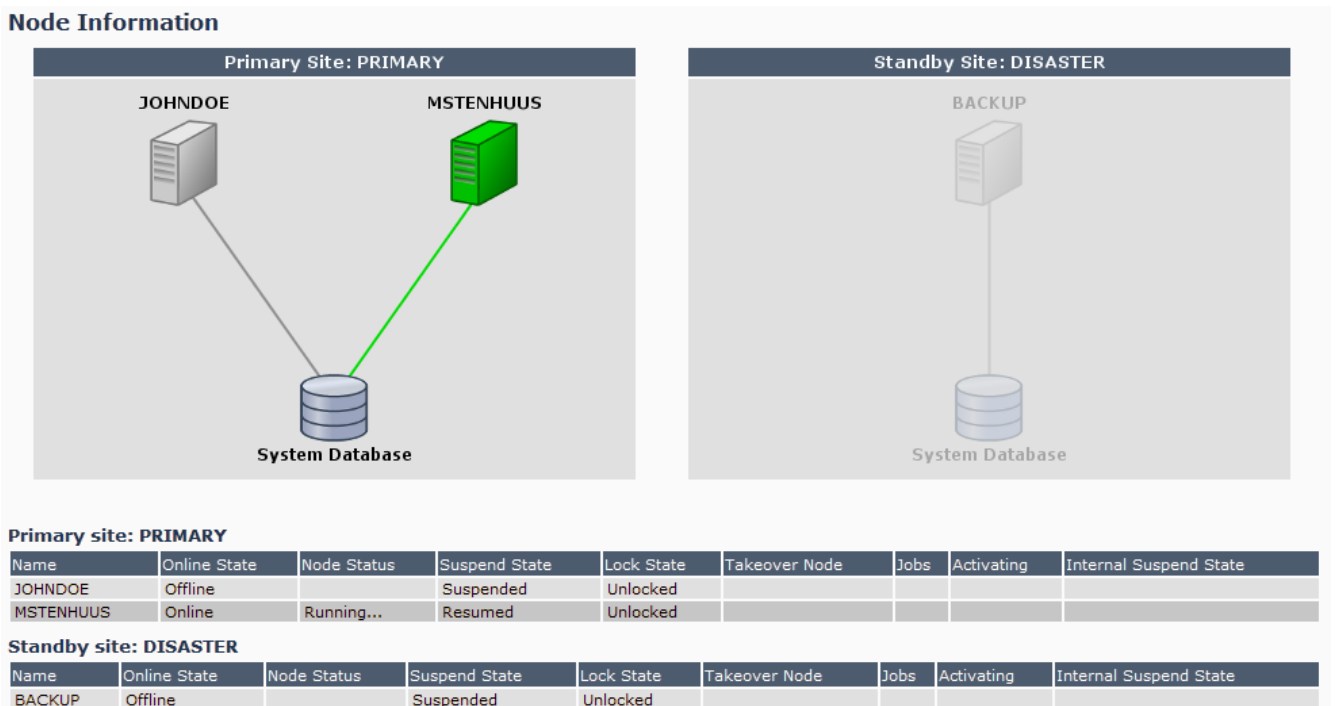 Node Information
Primary Site: PRIMARY
Standby Site: DISASTER
JOHNDOE
MSTENHUUS
BACKUP
System Database
System Database
Primary site: PRIMARY
Name Online State Node Status Suspend State Lock State Takeover Node Jobs Activating Internal Suspend State
JOHNDOE Offline Suspended Unlocked
MSTENHUUS Online Running... Resumed Unlocked
Standby site: DISASTER
Name Online State Node Status Suspend State Lock State Takeover Node Jobs Activating Internal Suspend State
BACKUP Offline Suspended Unlocked